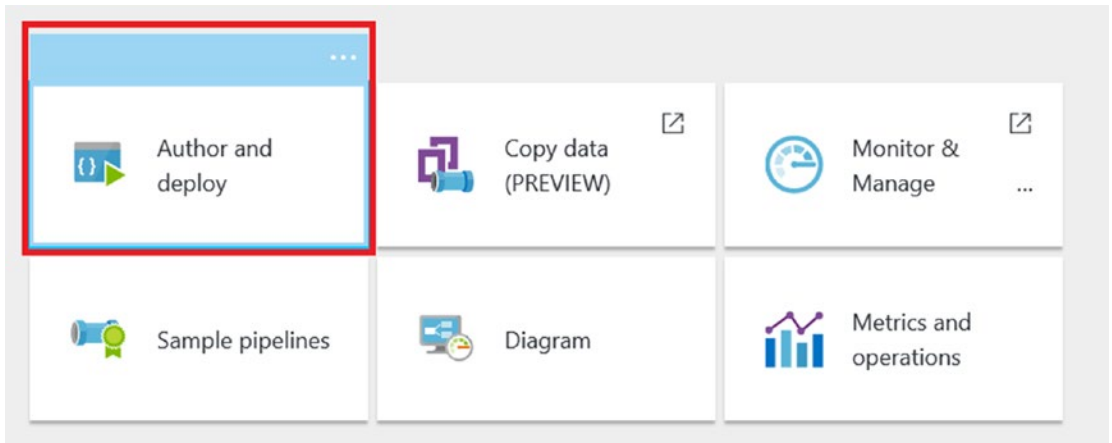 Author and
deploy
Copy data
(PREVIEW)
Monitor &
Manage ...
Sample pipelines
Diagram
Metrics and
operations